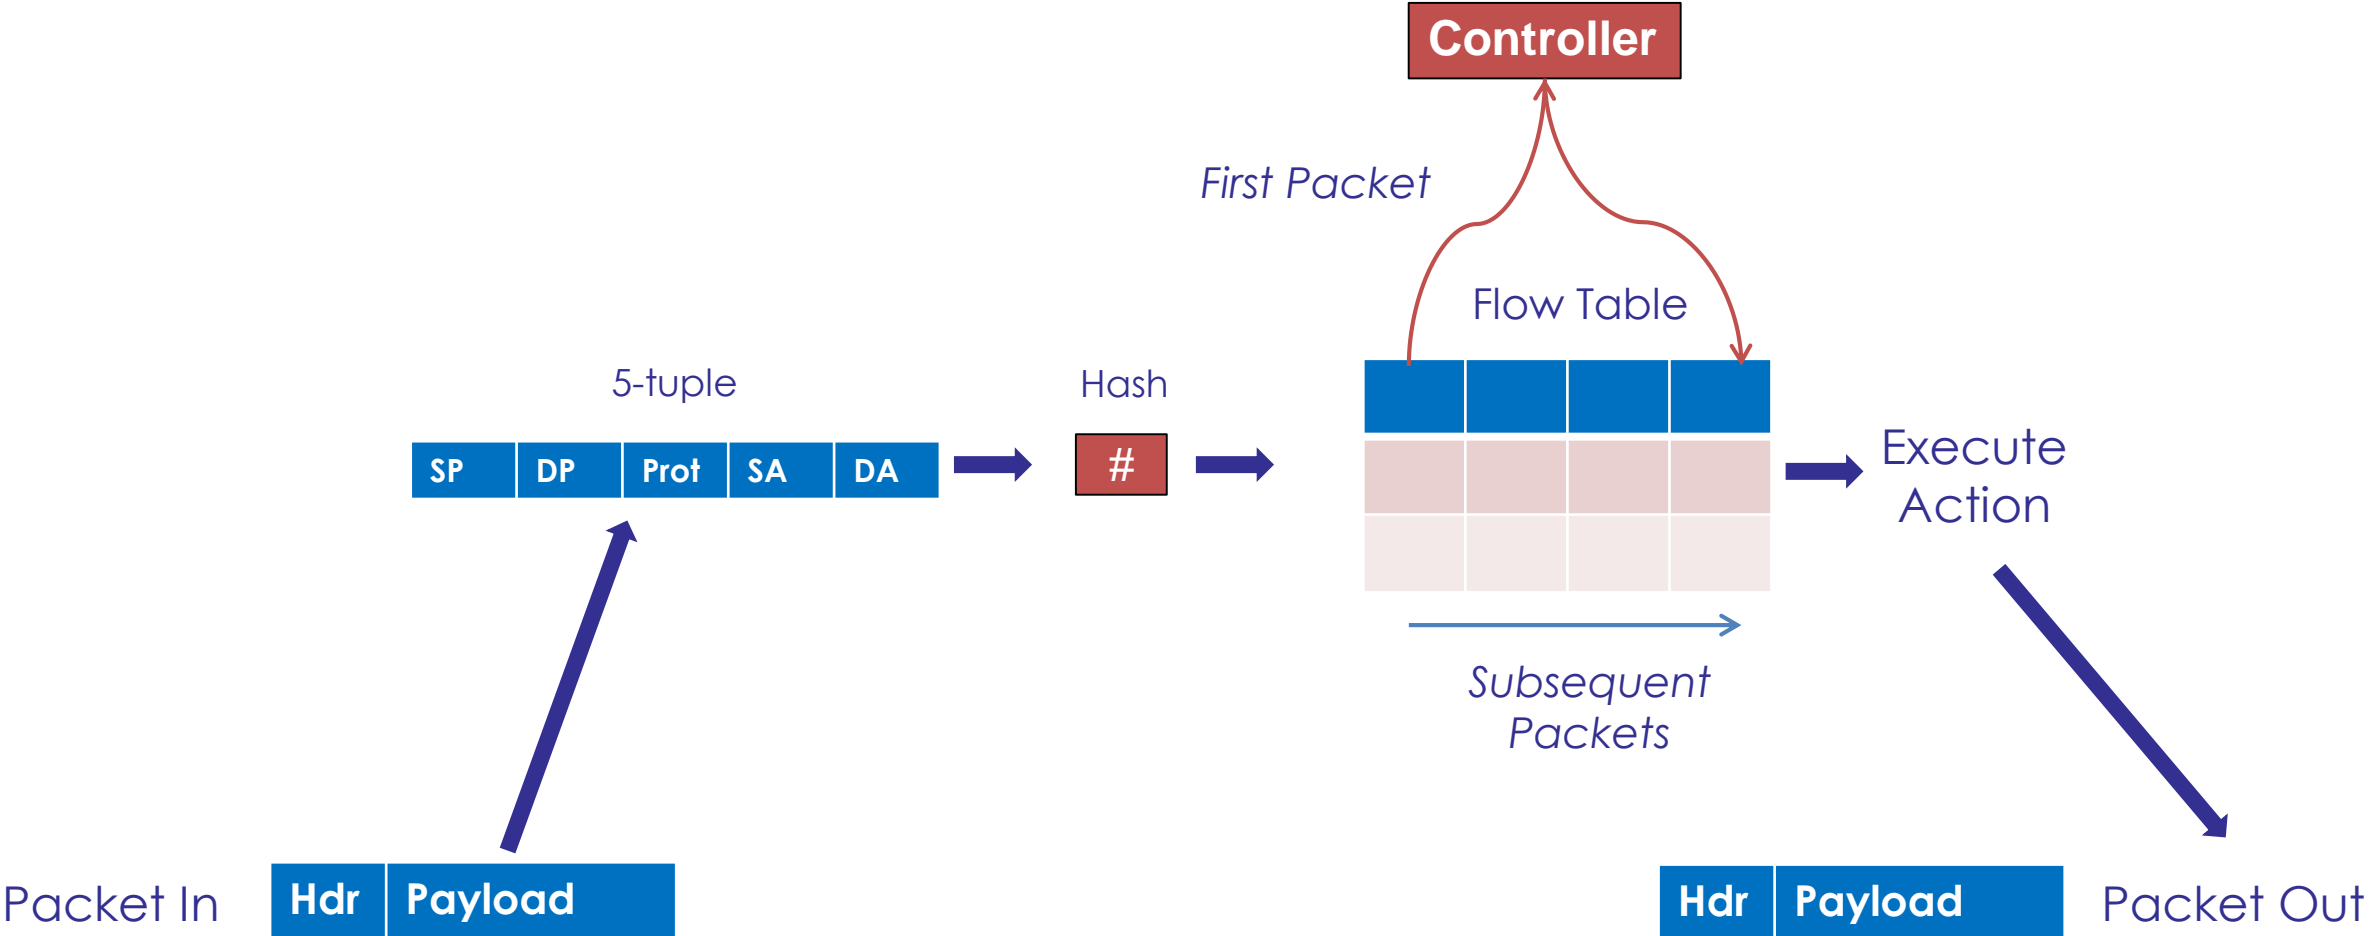 Controller
First Packet
Flow Table
5-tuple
Hash
SP DP Prot SA DA
#
Execute
Action
Subsequent
Packets
Packet In
Hdr Payload
Hdr Payload
Packet Out